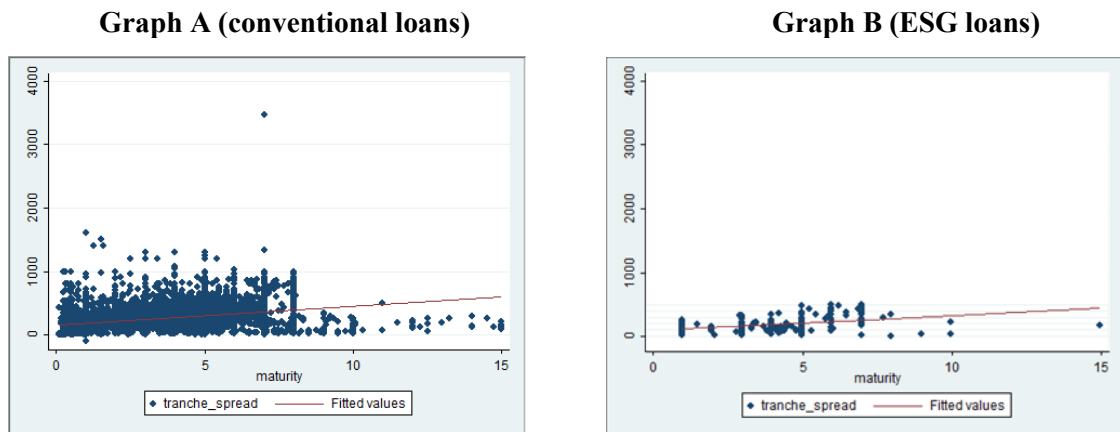 Graph A (conventional loans)
4000
3000
2000
1000
0
0 5 10 15
maturity
tranche_spread Fitted values
Graph B (ESG loans)
4000
3000
2000
1000
0
0 5 10 15
maturity
tranche_spread Fitted values